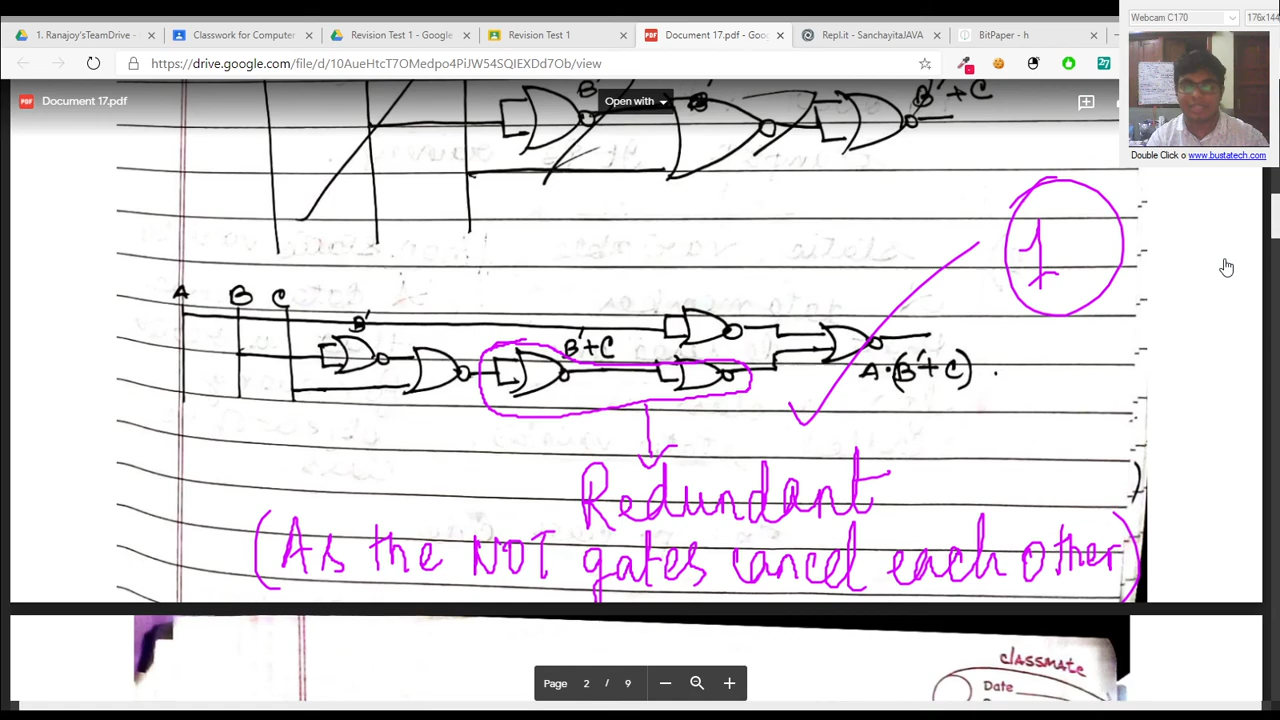 Webcam C170
176x144
1. Ranajoy'sTeamDrive -
Classwork for Computer
Revision Test 1 - Google
Revision Test 1
Document 17.pdf - Goo
Repl.it - SanchayitaJAVA
BitPaper - h
https://drive.google.com/file/d/10AueHtcT7OMedpo4PiJW54SQIEXDd7Ob/view
27
Document 17.pdf
Open with
Double Click o www.bustatech.com
B'
B'+C
1
A B C
B'
B'+C
A·(B'+C) .
Redundant
(As the NOT gates cancel each other)
classmate
Date
Page 2 / 9